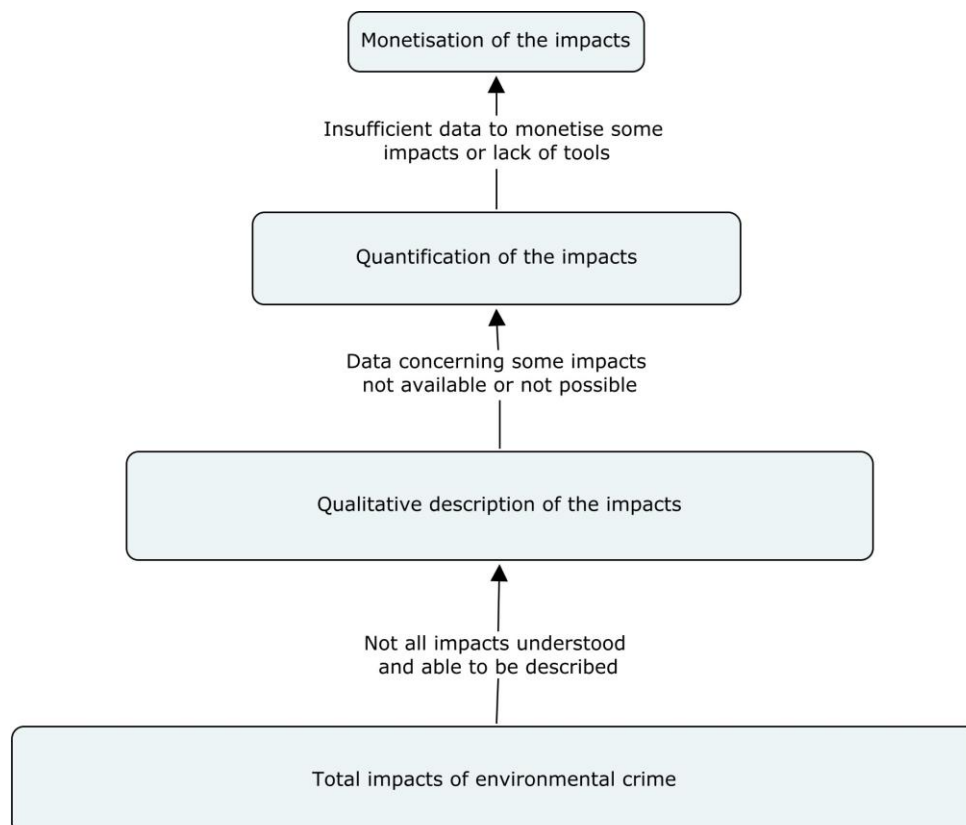 Monetisation of the impacts
Insufficient data to monetise some
impacts or lack of tools
Quantification of the impacts
Data concerning some impacts
not available or not possible
Qualitative description of the impacts
Not all impacts understood
and able to be described
Total impacts of environmental crime